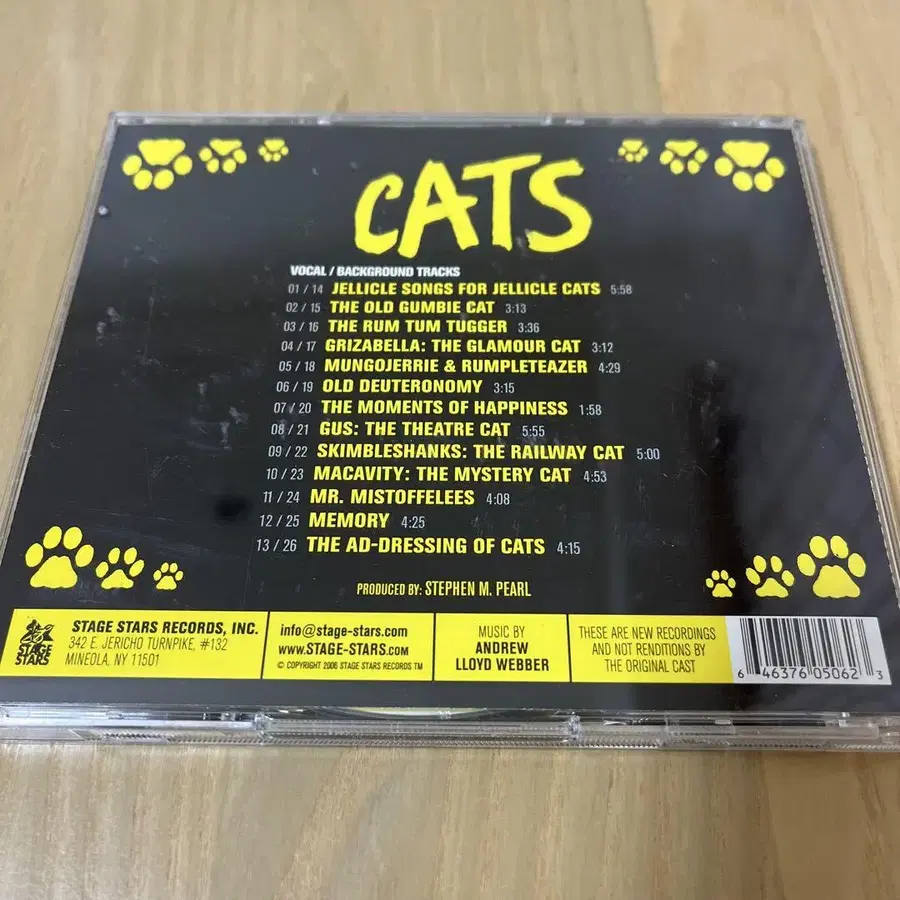 CATS
VOCAL / BACKGROUND TRACKS
01 / 14 JELLICLE SONGS FOR JELLICLE CATS 5:58
02 / 15 THE OLD GUMBIE CAT 3:13
03 / 16 THE RUM TUM TUGGER 3:36
04 / 17 GRIZABELLA: THE GLAMOUR CAT 3:12
05 / 18 MUNGOJERRIE & RUMPLETEAZER 4:29
06 / 19 OLD DEUTERONOMY 3:15
07 / 20 THE MOMENTS OF HAPPINESS 1:58
08 / 21 GUS: THE THEATRE CAT 5:55
09 / 22 SKIMBLESHANKS: THE RAILWAY CAT 5:00
10 / 23 MACAVITY: THE MYSTERY CAT 4:53
11 / 24 MR. MISTOFFELEES 4:08
12 / 25 MEMORY 4:25
13 / 26 THE AD-DRESSING OF CATS 4:15
PRODUCED BY: STEPHEN M. PEARL
STAGE STARS
STAGE STARS RECORDS, INC.
342 E. JERICHO TURNPIKE, #132
MINEOLA, NY 11501
info@stage-stars.com
www.STAGE-STARS.com
© COPYRIGHT 2006 STAGE STARS RECORDS ™
MUSIC BY
ANDREW
LLOYD WEBBER
THESE ARE NEW RECORDINGS
AND NOT RENDITIONS BY
THE ORIGINAL CAST
6 46376 05062 3